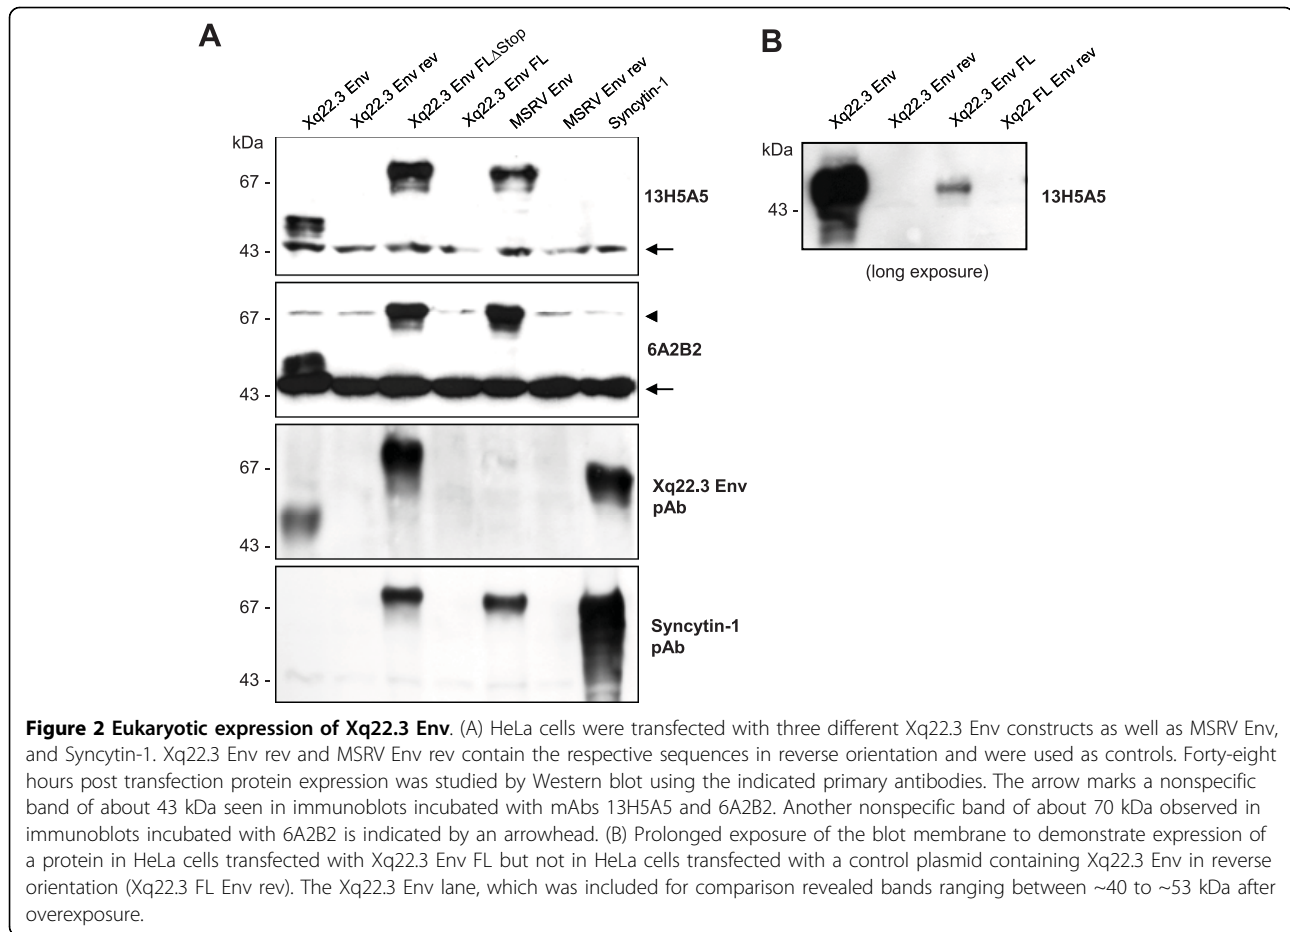 A
Xq22.3 Env
Xq22.3 Env rev
Xq22.3 Env FLΔStop
Xq22.3 Env FL
MSRV Env
MSRV Env rev
Syncytin-1
kDa
67 -
13H5A5
43 -
67 -
6A2B2
43 -
67 -
Xq22.3 Env
pAb
43 -
67 -
Syncytin-1
pAb
43 -
B
Xq22.3 Env
Xq22.3 Env rev
Xq22.3 Env FL
Xq22 FL Env rev
kDa
43 -
13H5A5
(long exposure)
Figure 2 Eukaryotic expression of Xq22.3 Env. (A) HeLa cells were transfected with three different Xq22.3 Env constructs as well as MSRV Env,
and Syncytin-1. Xq22.3 Env rev and MSRV Env rev contain the respective sequences in reverse orientation and were used as controls. Forty-eight
hours post transfection protein expression was studied by Western blot using the indicated primary antibodies. The arrow marks a nonspecific
band of about 43 kDa seen in immunoblots incubated with mAbs 13H5A5 and 6A2B2. Another nonspecific band of about 70 kDa observed in
immunoblots incubated with 6A2B2 is indicated by an arrowhead. (B) Prolonged exposure of the blot membrane to demonstrate expression of
a protein in HeLa cells transfected with Xq22.3 Env FL but not in HeLa cells transfected with a control plasmid containing Xq22.3 Env in reverse
orientation (Xq22.3 FL Env rev). The Xq22.3 Env lane, which was included for comparison revealed bands ranging between ~40 to ~53 kDa after
overexposure.